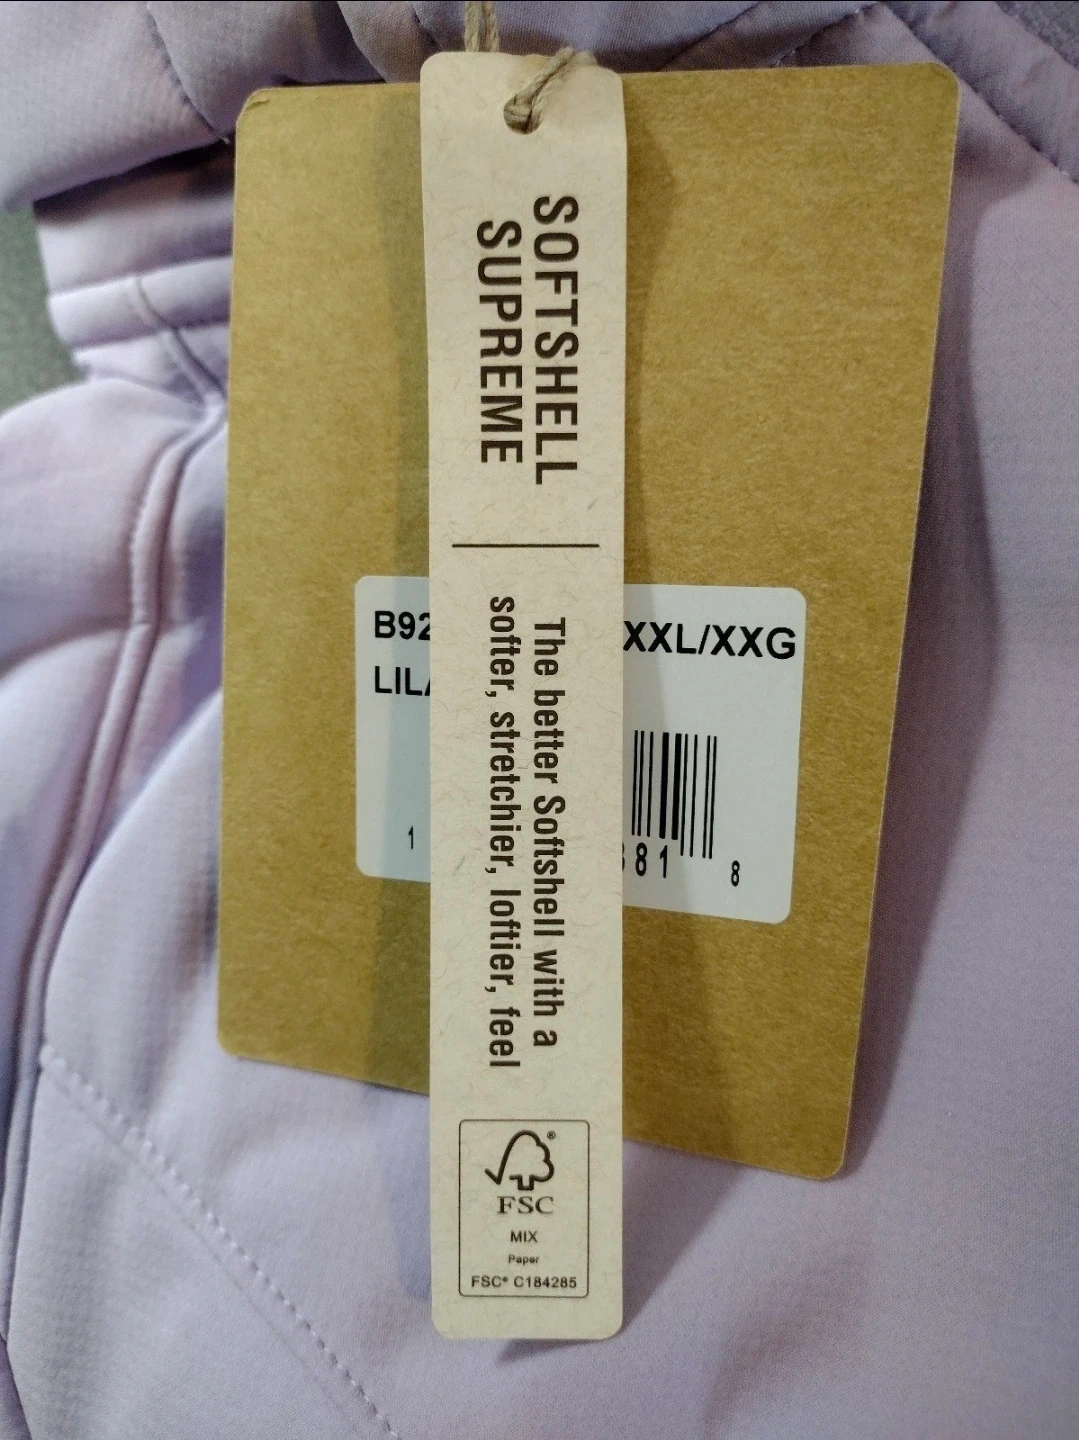 SOFTSHELL
SUPREME
The better Softshell with a
softer, stretchier, loftier, feel
FSC®
MIX
Paper
FSC® C184285
B92
XXL/XXG
LILA
1
81
8